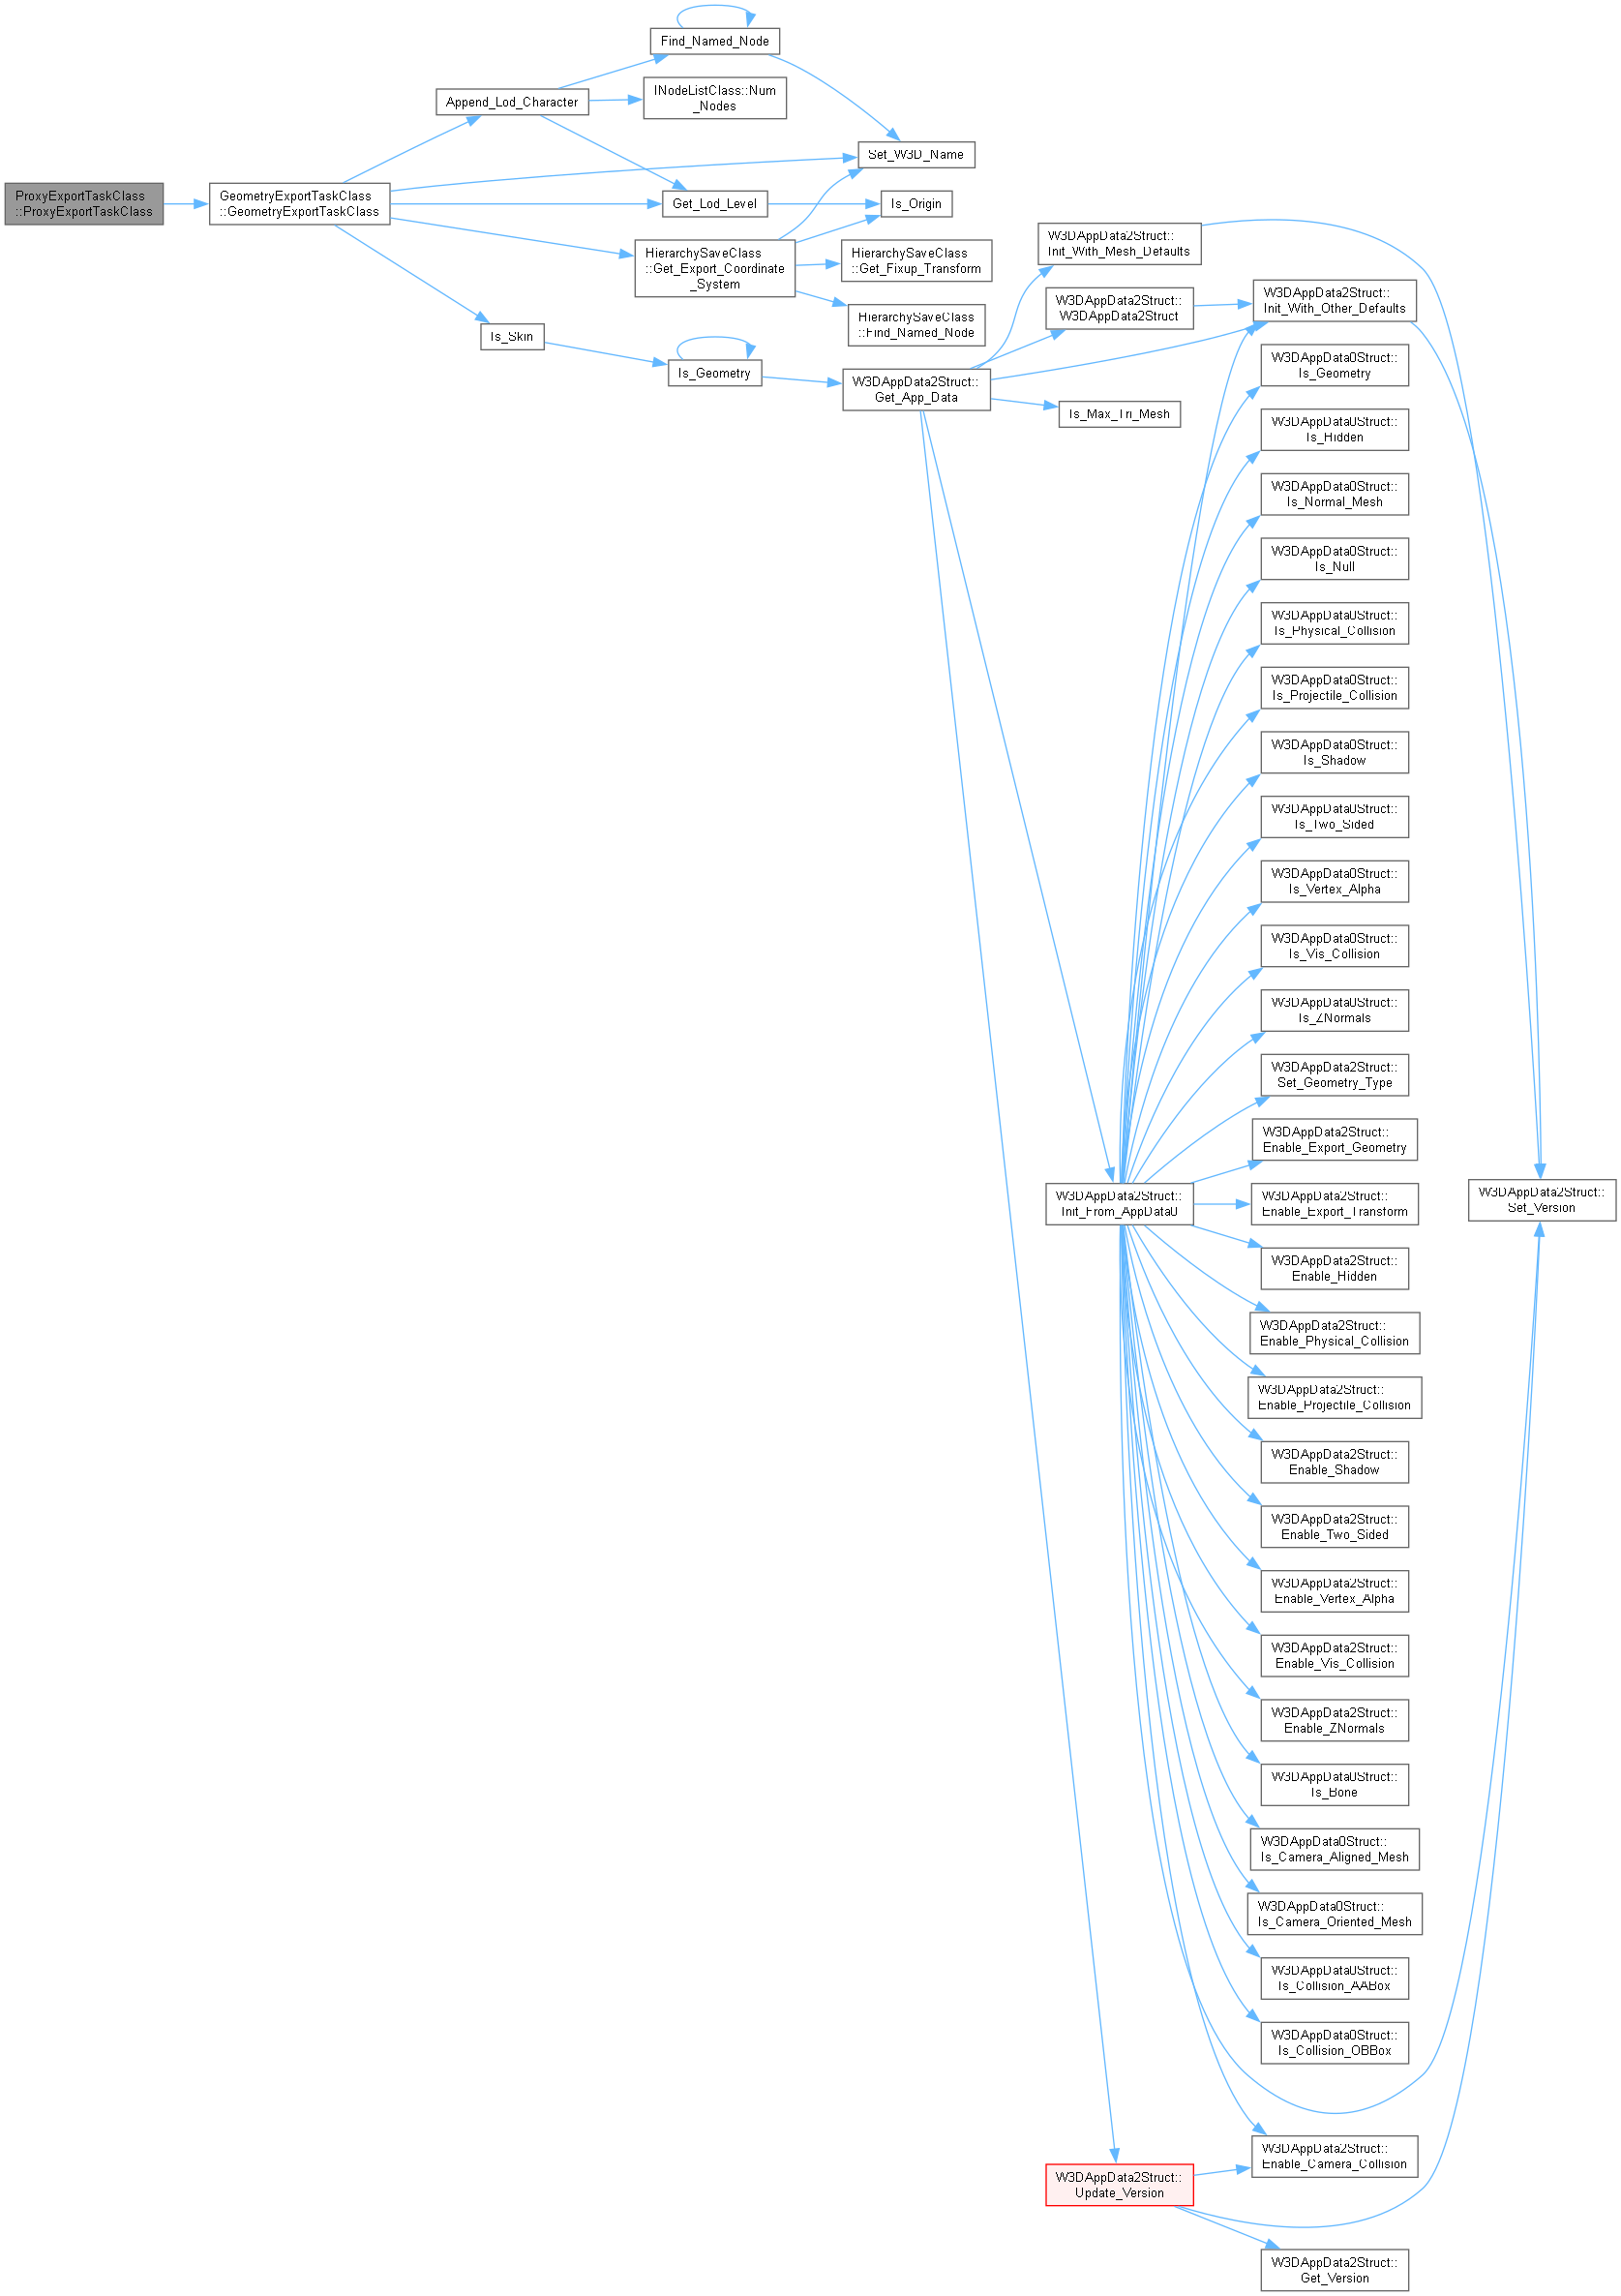 ProxyExportTaskClass
::ProxyExportTaskClass
GeometryExportTaskClass
::GeometryExportTaskClass
Append_Lod_Character
Find_Named_Node
INodeListClass::Num
_Nodes
Set_W3D_Name
Get_Lod_Level
Is_Origin
HierarchySaveClass
::Get_Export_Coordinate
_System
HierarchySaveClass
::Get_Fixup_Transform
HierarchySaveClass
::Find_Named_Node
Is_Skin
Is_Geometry
W3DAppData2Struct::
Get_App_Data
W3DAppData2Struct::
Init_With_Mesh_Defaults
W3DAppData2Struct::
W3DAppData2Struct
W3DAppData2Struct::
Init_With_Other_Defaults
Is_Max_Tri_Mesh
W3DAppData0Struct::
Is_Geometry
W3DAppData0Struct::
Is_Hidden
W3DAppData0Struct::
Is_Normal_Mesh
W3DAppData0Struct::
Is_Null
W3DAppData0Struct::
Is_Physical_Collision
W3DAppData0Struct::
Is_Projectile_Collision
W3DAppData0Struct::
Is_Shadow
W3DAppData0Struct::
Is_Two_Sided
W3DAppData0Struct::
Is_Vertex_Alpha
W3DAppData0Struct::
Is_Vis_Collision
W3DAppData0Struct::
Is_ZNormals
W3DAppData2Struct::
Set_Geometry_Type
W3DAppData2Struct::
Enable_Export_Geometry
W3DAppData2Struct::
Init_From_AppData0
W3DAppData2Struct::
Enable_Export_Transform
W3DAppData2Struct::
Set_Version
W3DAppData2Struct::
Enable_Hidden
W3DAppData2Struct::
Enable_Physical_Collision
W3DAppData2Struct::
Enable_Projectile_Collision
W3DAppData2Struct::
Enable_Shadow
W3DAppData2Struct::
Enable_Two_Sided
W3DAppData2Struct::
Enable_Vertex_Alpha
W3DAppData2Struct::
Enable_Vis_Collision
W3DAppData2Struct::
Enable_ZNormals
W3DAppData0Struct::
Is_Bone
W3DAppData0Struct::
Is_Camera_Aligned_Mesh
W3DAppData0Struct::
Is_Camera_Oriented_Mesh
W3DAppData0Struct::
Is_Collision_AABox
W3DAppData0Struct::
Is_Collision_OBBox
W3DAppData2Struct::
Enable_Camera_Collision
W3DAppData2Struct::
Update_Version
W3DAppData2Struct::
Get_Version